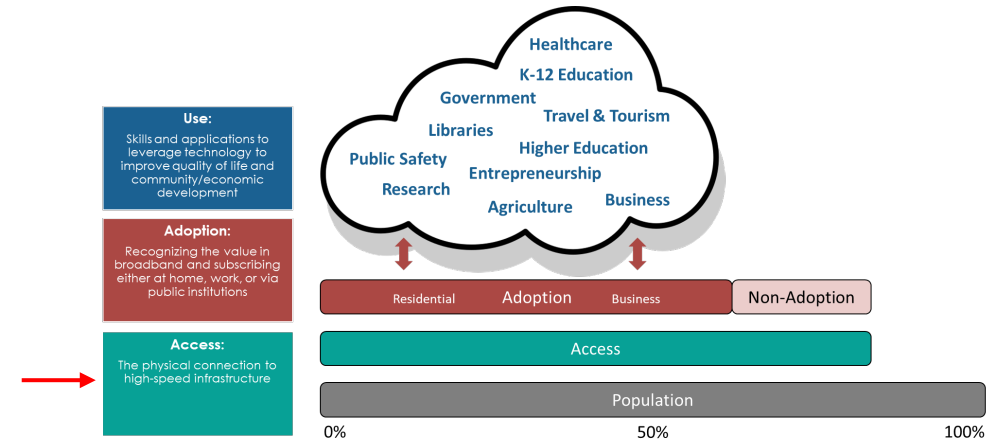 Healthcare
K-12 Education
Government
Travel & Tourism
Libraries
Higher Education
Public Safety
Entrepreneurship
Research
Business
Agriculture
Use:
Skills and applications to
leverage technology to
improve quality of life and
community/economic
development
Adoption:
Recognizing the value in
broadband and subscribing
either at home, work, or via
public institutions
Residential
Adoption
Business
Non-Adoption
Access:
The physical connection to
high-speed infrastructure
Access
Population
0%
50%
100%